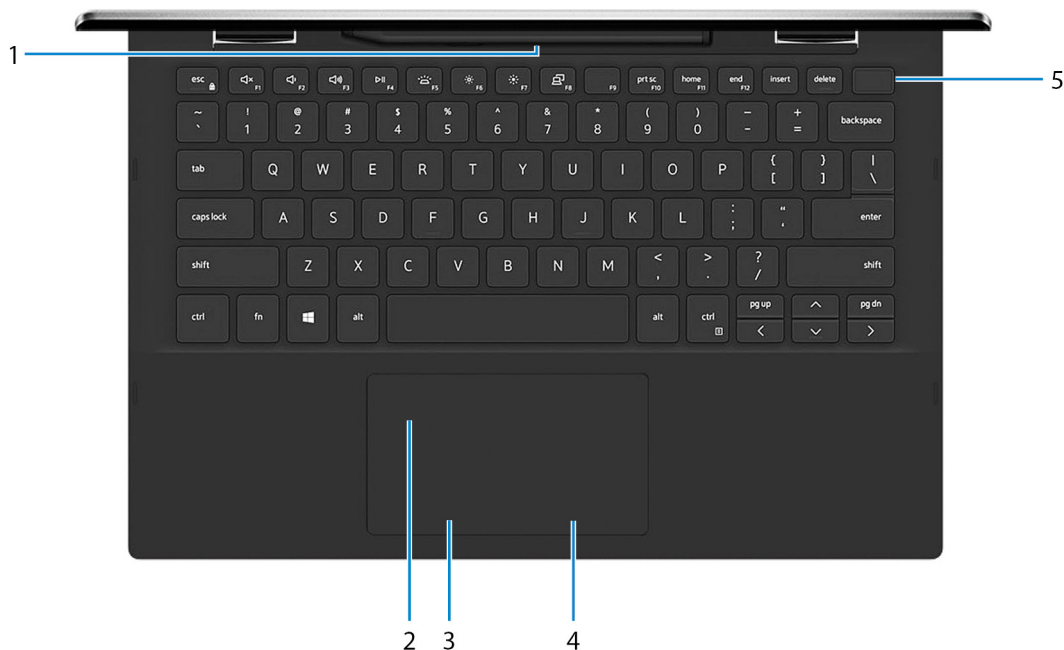 1
esc F1 F2 F3 F4 F5 F6 F7 F8 F9 prt sc F10 home F11 end F12 insert delete
5
~ ` ! 1 @ 2 # 3 $ 4 % 5 ^ 6 & 7 * 8 ( 9 ) 0 — - + = backspace
tab Q W E R T Y U I O P { [ } ] | \
caps lock A S D F G H J K L : ; “ ‘ enter
shift Z X C V B N M < , > . ? / shift
ctrl fn alt alt ctrl pg up pg dn
2 3 4